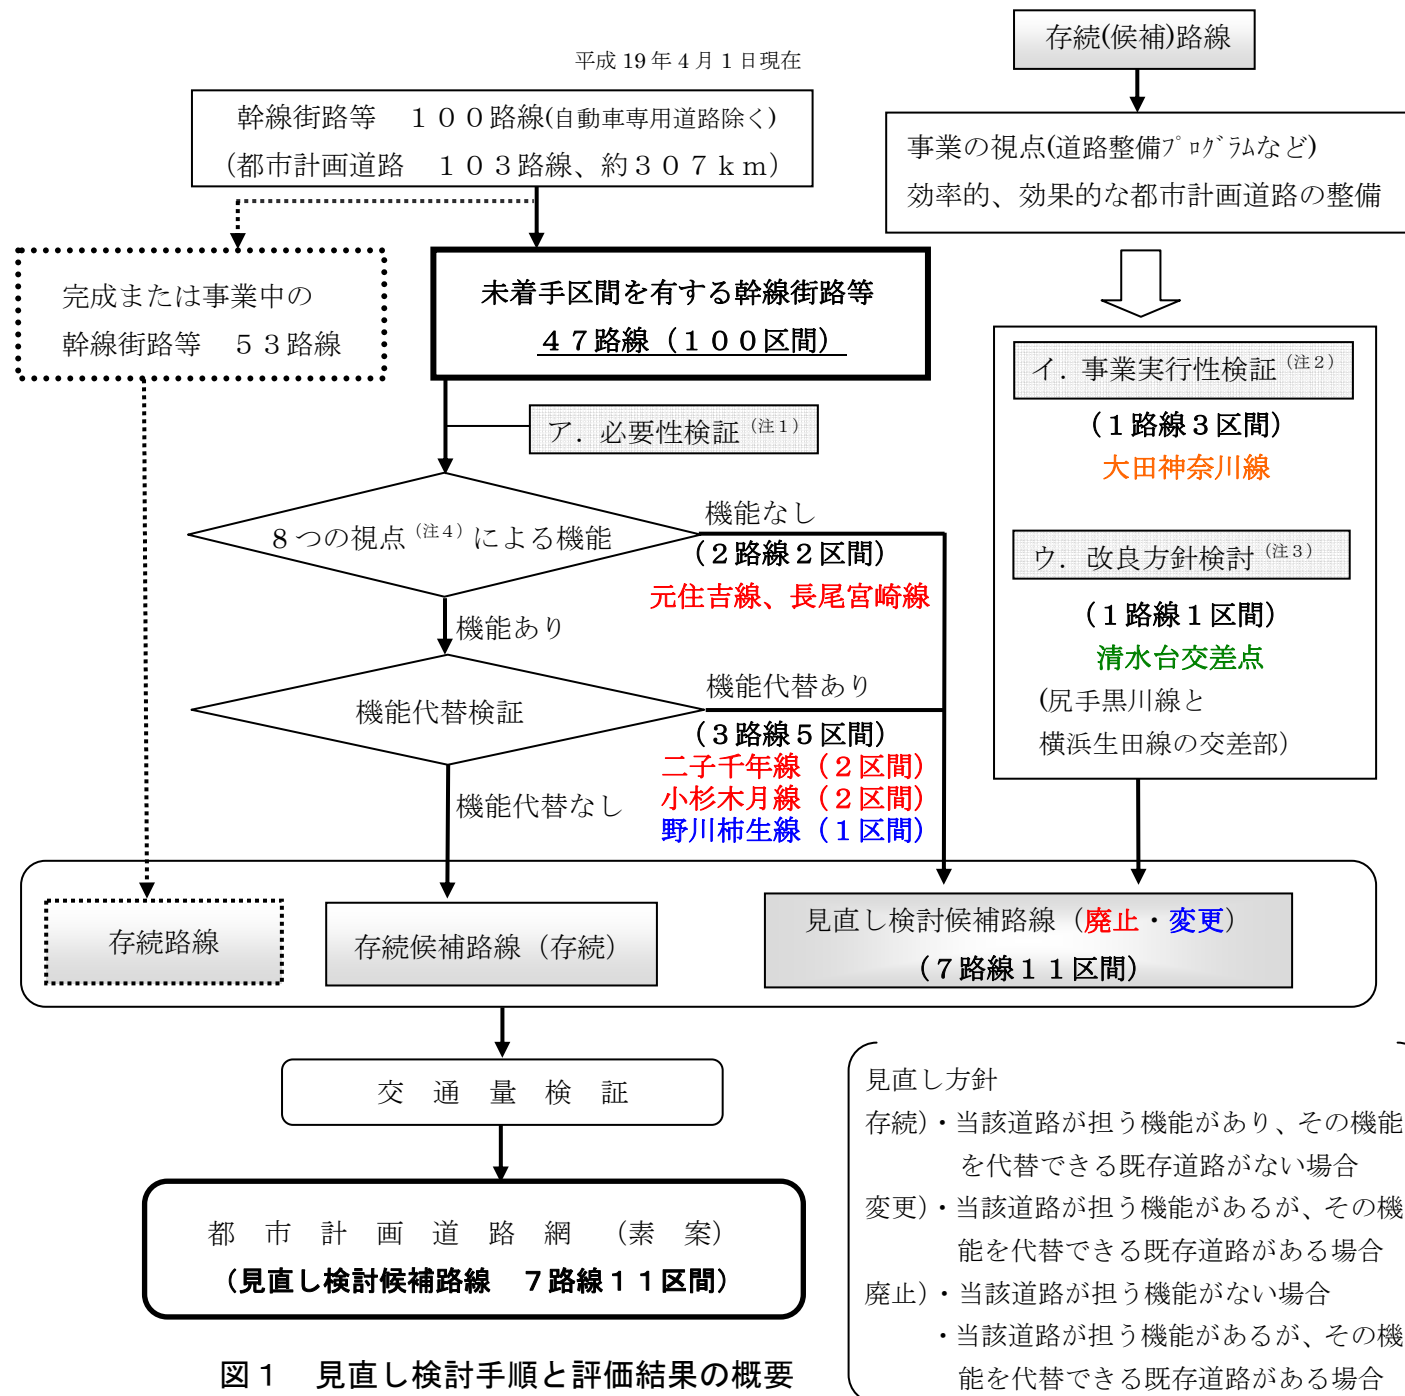 平成 19 年 4 月 1 日現在
幹線街路等　１００路線(自動車専用道路除く)
（都市計画道路　１０３路線、約３０７ｋｍ）
完成または事業中の
幹線街路等　５３路線
未着手区間を有する幹線街路等
４７路線（１００区間）
ア．必要性検証（注１）
８つの視点（注４）による機能
機能なし
（２路線２区間）
元住吉線、長尾宮崎線
機能あり
機能代替検証
機能代替あり
（３路線５区間）
二子千年線（２区間）
小杉木月線（２区間）
野川柿生線（１区間）
機能代替なし
存続(候補)路線
事業の視点(道路整備ﾌﾟﾛｸﾞﾗﾑなど)
効率的、効果的な都市計画道路の整備
イ．事業実行性検証（注２）
（１路線３区間）
大田神奈川線
ウ．改良方針検討（注３）
（１路線１区間）
清水台交差点
(尻手黒川線と
横浜生田線の交差部）
存続路線
存続候補路線（存続）
見直し検討候補路線（廃止・変更）
（７路線１１区間）
交　通　量　検　証
都　市　計　画　道　路　網　（素　案）
（見直し検討候補路線　７路線１１区間）
見直し方針
存続）・当該道路が担う機能があり、その機能
を代替できる既存道路がない場合
変更）・当該道路が担う機能があるが、その機
能を代替できる既存道路がある場合
廃止）・当該道路が担う機能がない場合
・当該道路が担う機能があるが、その機
能を代替できる既存道路がある場合
図１　見直し検討手順と評価結果の概要